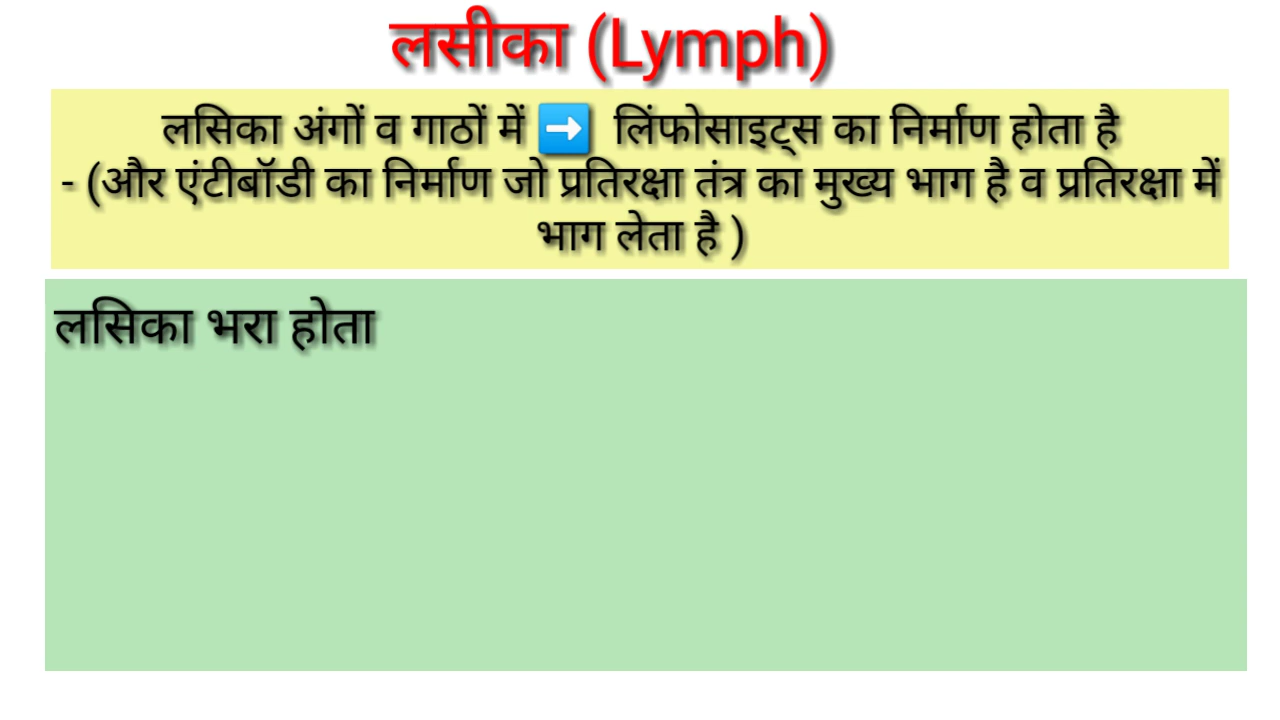 लसीका (Lymph)
लसिका अंगों व गाठों में ➡️ लिंफोसाइट्स का निर्माण होता है
- (और एंटीबॉडी का निर्माण जो प्रतिरक्षा तंत्र का मुख्य भाग है व प्रतिरक्षा में
भाग लेता है )
लसिका भरा होता